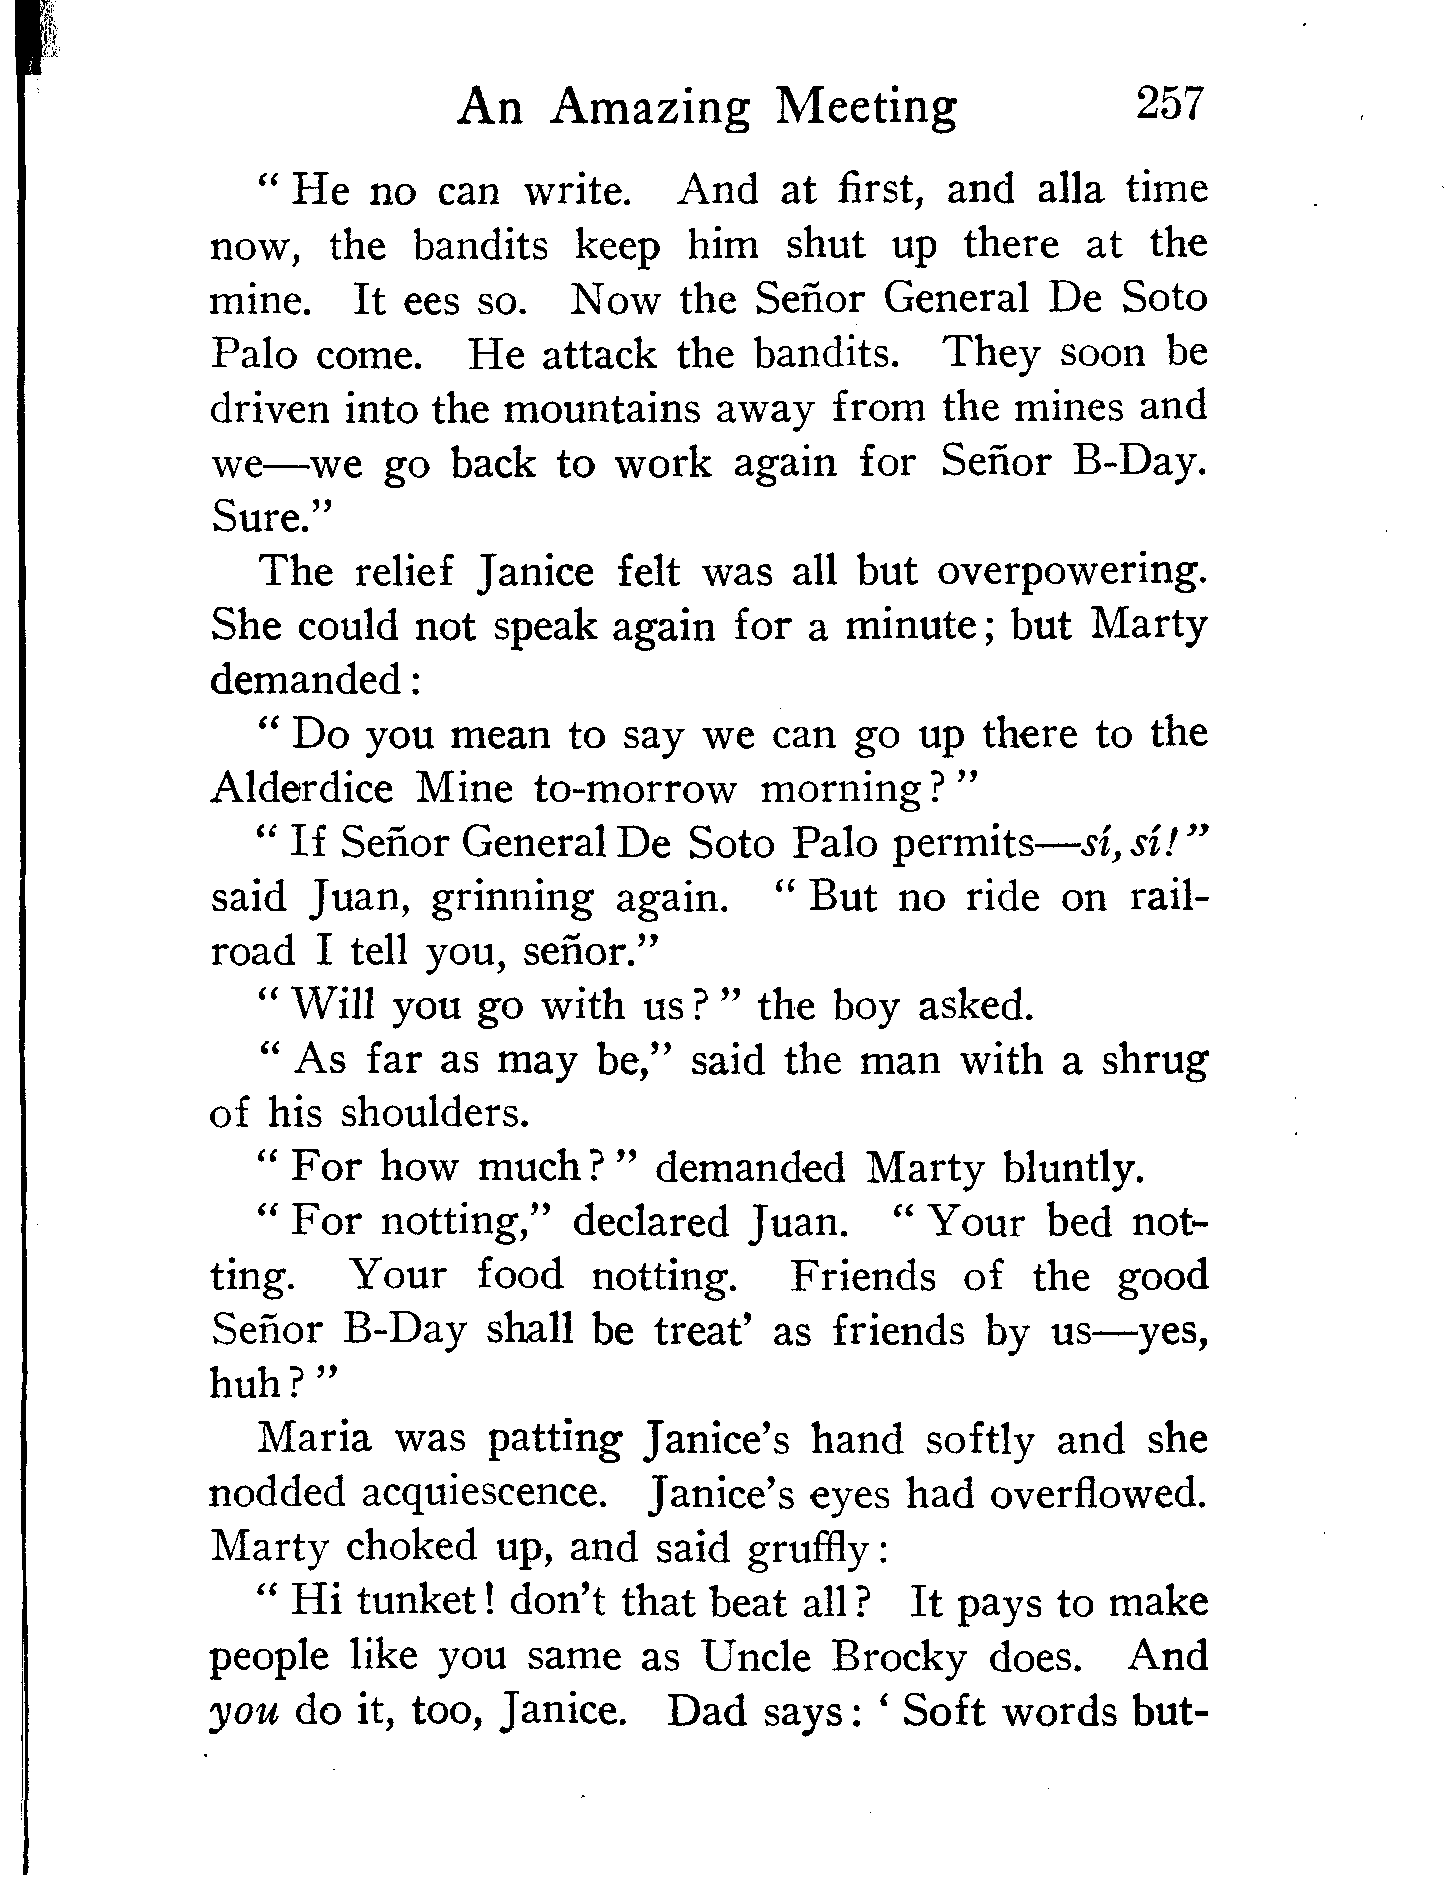 An Amazing Meeting 257
“ He no can write. And at first, and alla time
now, the bandits keep him shut up there at the
mine. It ees so. Now the Señor General De Soto
Palo come. He attack the bandits. They soon be
driven into the mountains away from the mines and
we—we go back to work again for Señor B-Day.
Sure.”
The relief Janice felt was all but overpowering.
She could not speak again for a minute; but Marty
demanded:
“ Do you mean to say we can go up there to the
Alderdice Mine to-morrow morning? ”
“ If Señor General De Soto Palo permits—sí, sí! ”
said Juan, grinning again. “ But no ride on rail-
road I tell you, señor.”
“ Will you go with us? ” the boy asked.
“ As far as may be,” said the man with a shrug
of his shoulders.
“ For how much? ” demanded Marty bluntly.
“ For notting,” declared Juan. “ Your bed not-
ting. Your food notting. Friends of the good
Señor B-Day shall be treat’ as friends by us—yes,
huh? ”
Maria was patting Janice’s hand softly and she
nodded acquiescence. Janice’s eyes had overflowed.
Marty choked up, and said gruffly:
“ Hi tunket! don’t that beat all? It pays to make
people like you same as Uncle Brocky does. And
you do it, too, Janice. Dad says: ‘ Soft words but-